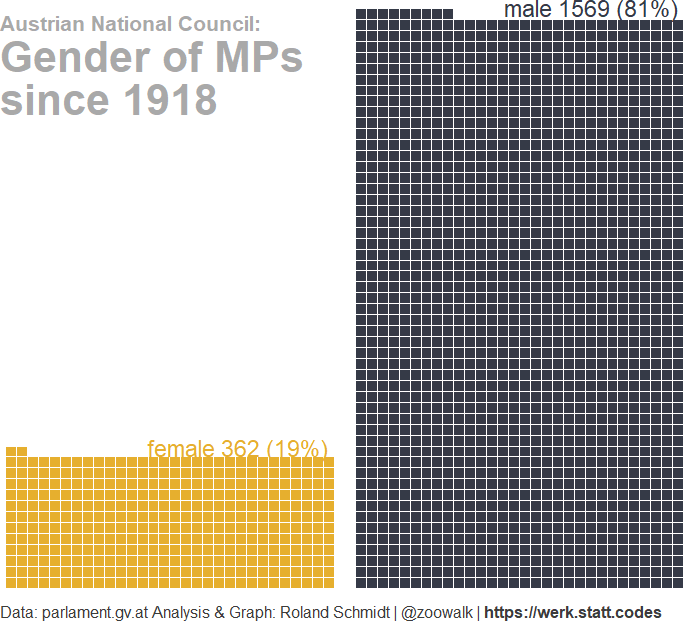 Austrian National Council:
Gender of MPs
since 1918
male 1569 (81%)
female 362 (19%)
Data: parlament.gv.at Analysis & Graph: Roland Schmidt | @zoowalk | https://werk.statt.codes